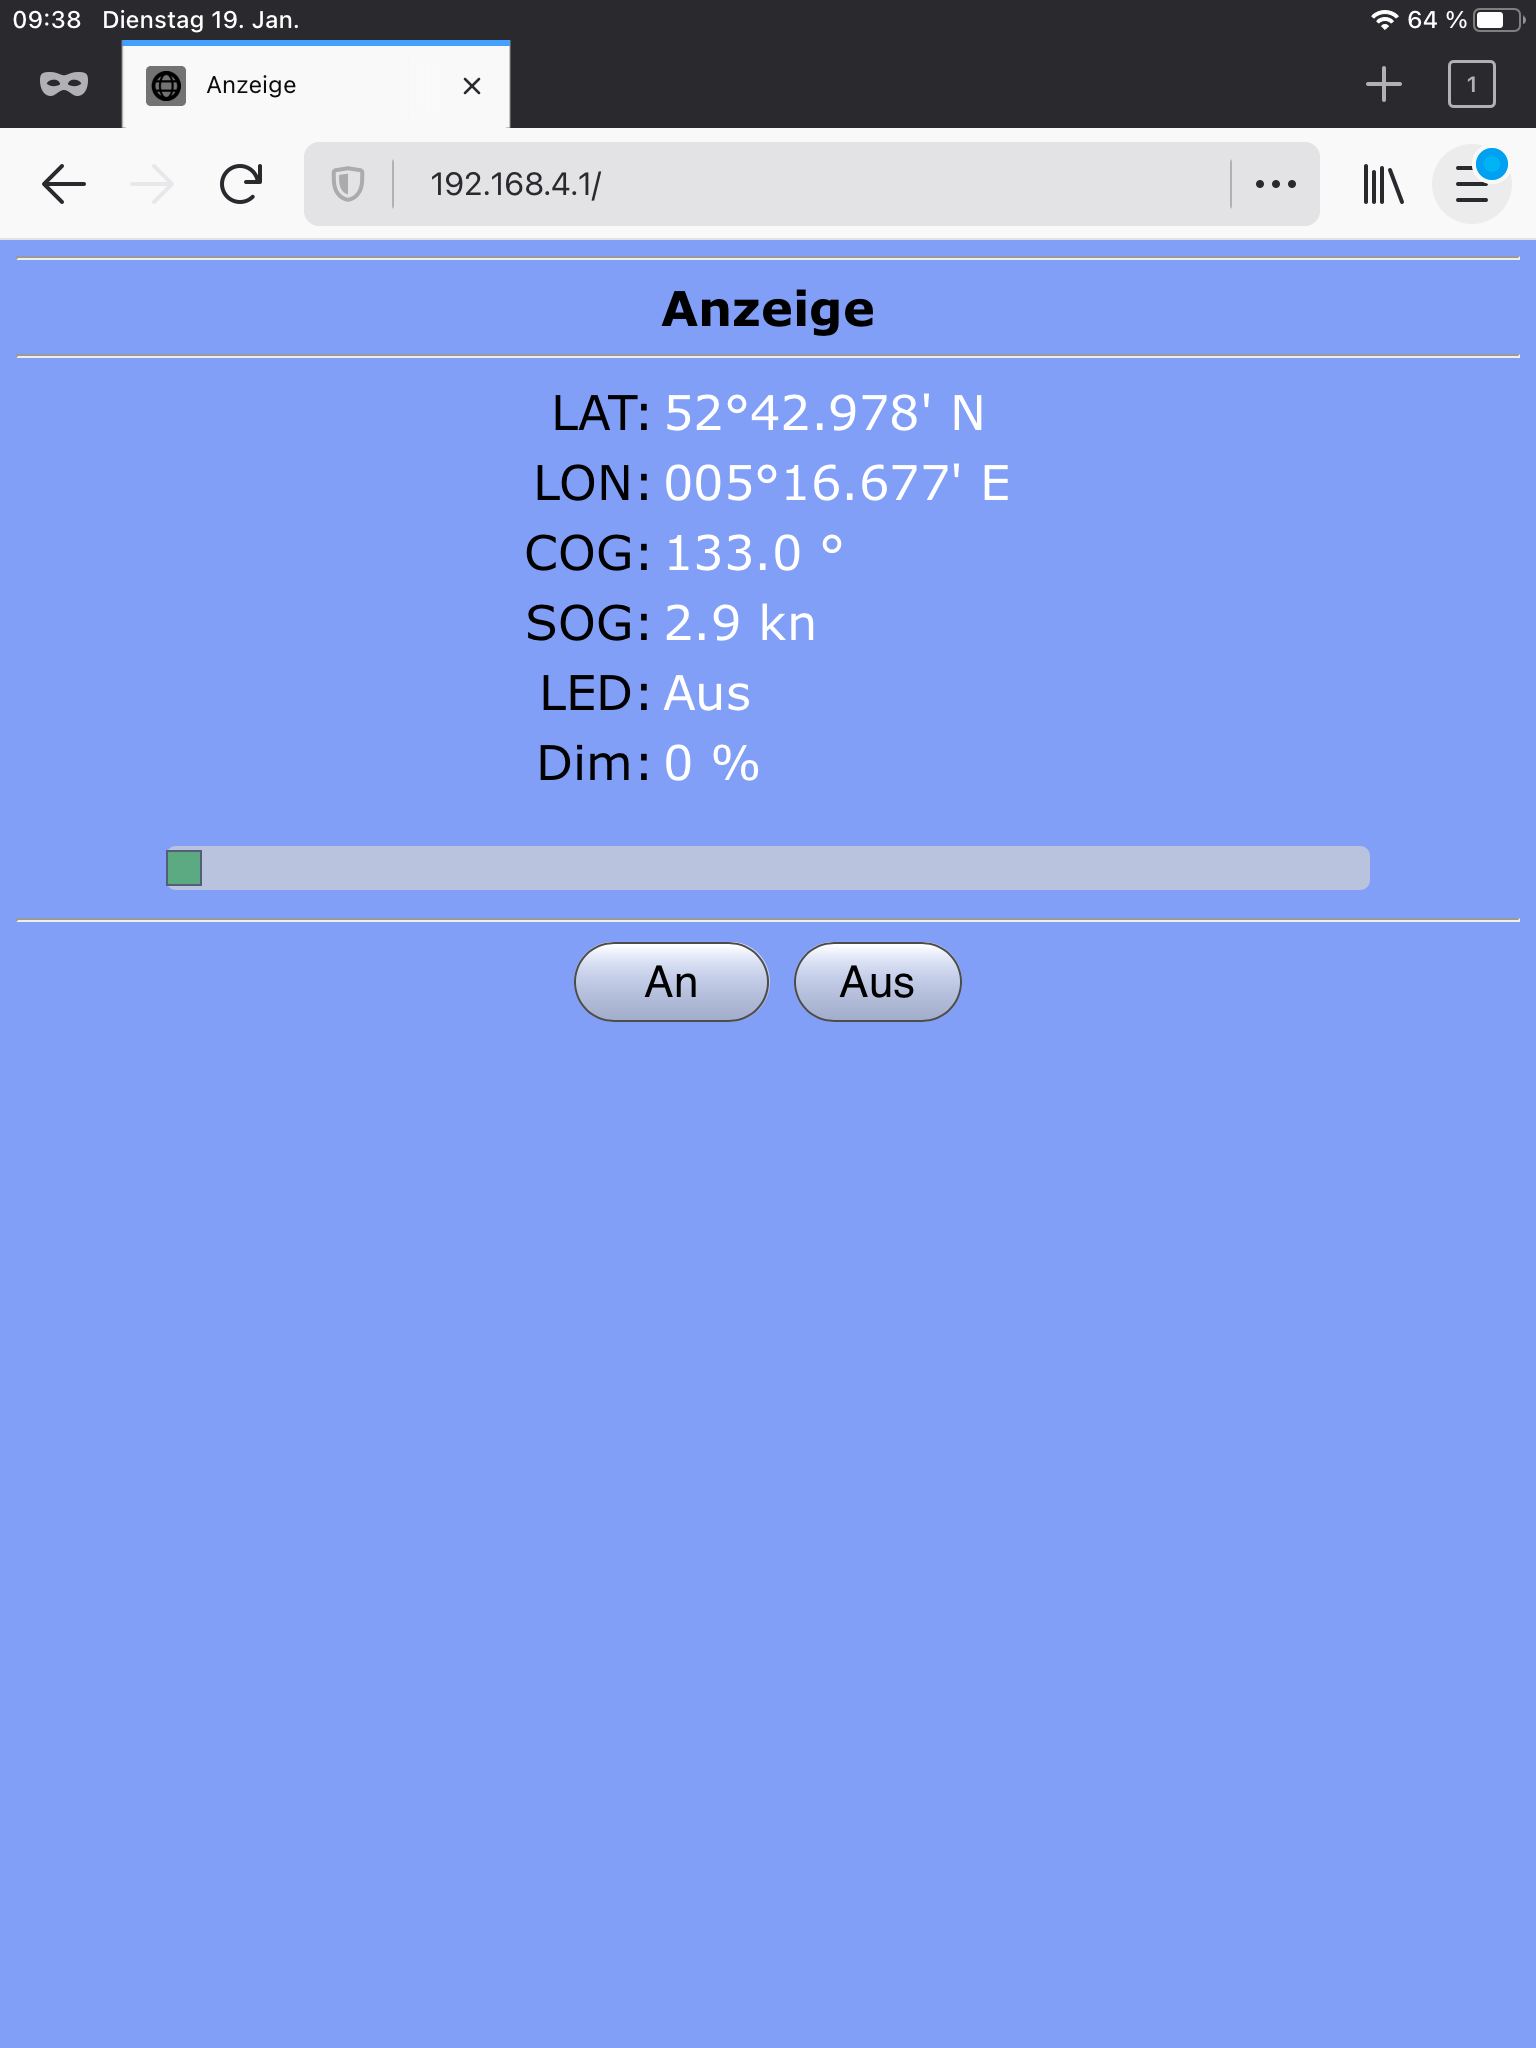 09:38 Dienstag 19. Jan. 64 %
Anzeige 1
192.168.4.1/
Anzeige
LAT: 52°42.978' N
LON: 005°16.677' E
COG: 133.0 °
SOG: 2.9 kn
LED: Aus
Dim: 0 %
An Aus